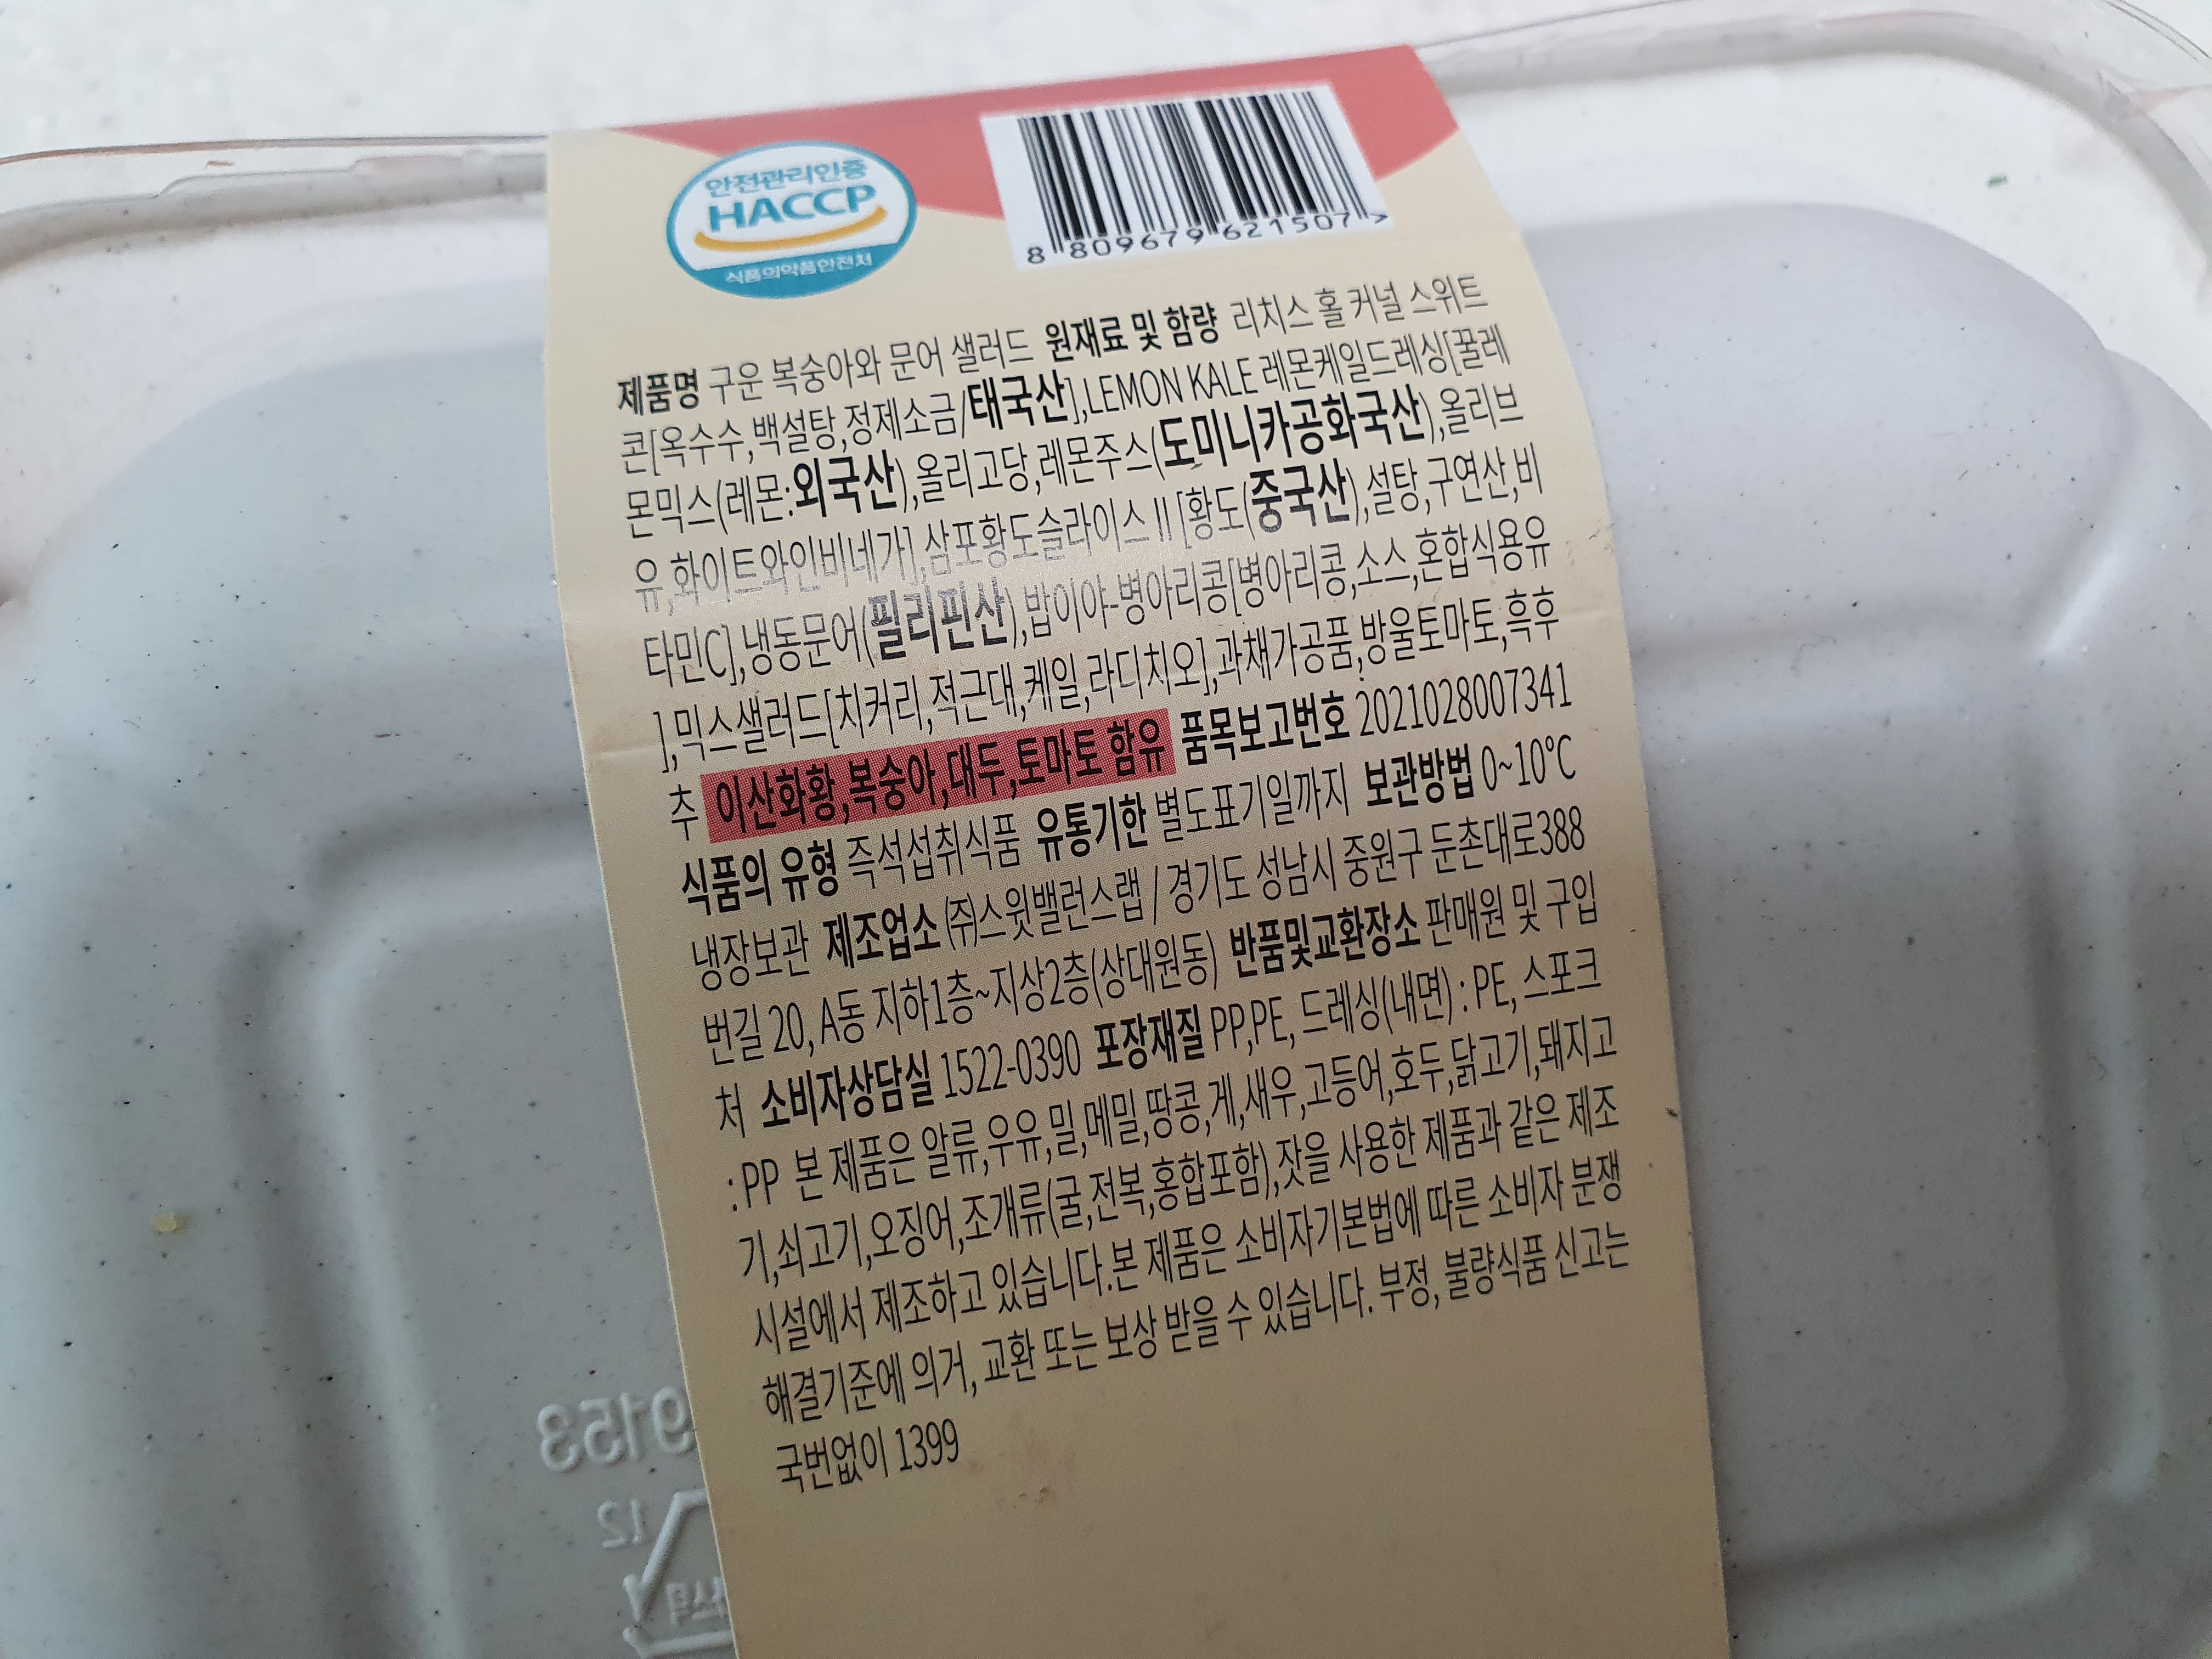 안전관리인증
HACCP
식품의약품안전처
8 809679 621507 >
제품명 구운 복숭아와 문어 샐러드 원재료 및 함량 리치스 홀 커널 스위트
콘[옥수수,백설탕,정제소금/태국산],LEMON KALE 레몬케일드레싱[꿀레
몬믹스(레몬:외국산),올리고당,레몬주스(도미니카공화국산),올리브
유,화이트와인비네가],삼포황도슬라이스 II [황도(중국산),설탕,구연산,비
타민C],냉동문어(필리핀산),밥이야-병아리콩[병아리콩,소스,혼합식용유
],믹스샐러드[치커리,적근대,케일,라디치오],과채가공품,방울토마토,흑후
추 이산화황,복숭아,대두,토마토 함유 품목보고번호 2021028007341
식품의 유형 즉석섭취식품 유통기한 별도표기일까지 보관방법 0~10℃
냉장보관 제조업소 (주)스윗밸런스랩 / 경기도 성남시 중원구 둔촌대로388
번길 20, A동 지하1층~지상2층(상대원동) 반품및교환장소 판매원 및 구입
처 소비자상담실 1522-0390 포장재질 PP,PE, 드레싱(내면) : PE, 스포크
: PP 본 제품은 알류,우유,밀,메밀,땅콩,게,새우,고등어,호두,닭고기,돼지고
기,쇠고기,오징어,조개류(굴,전복,홍합포함),잣을 사용한 제품과 같은 제조
시설에서 제조하고 있습니다.본 제품은 소비자기본법에 따른 소비자 분쟁
해결기준에 의거, 교환 또는 보상 받을 수 있습니다. 부정, 불량식품 신고는
국번없이 1399
9153
12